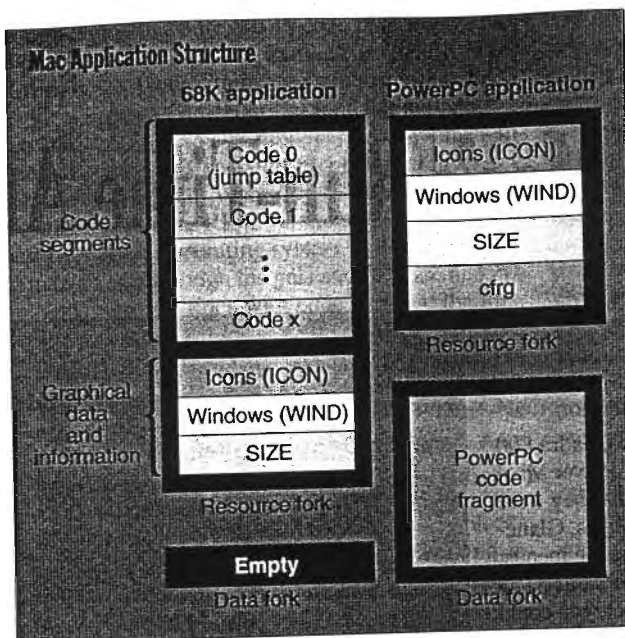 Mac Application Structure
68K application
Code segments
Code 0
(jump table)
Code 1
Code x
Graphical
data
and
information
Icons (ICON)
Windows (WIND)
SIZE
Resource fork
Empty
Data fork
PowerPC application
Icons (ICON)
Windows (WIND)
SIZE
cfrg
Resource fork
PowerPC
code
fragment
Data fork